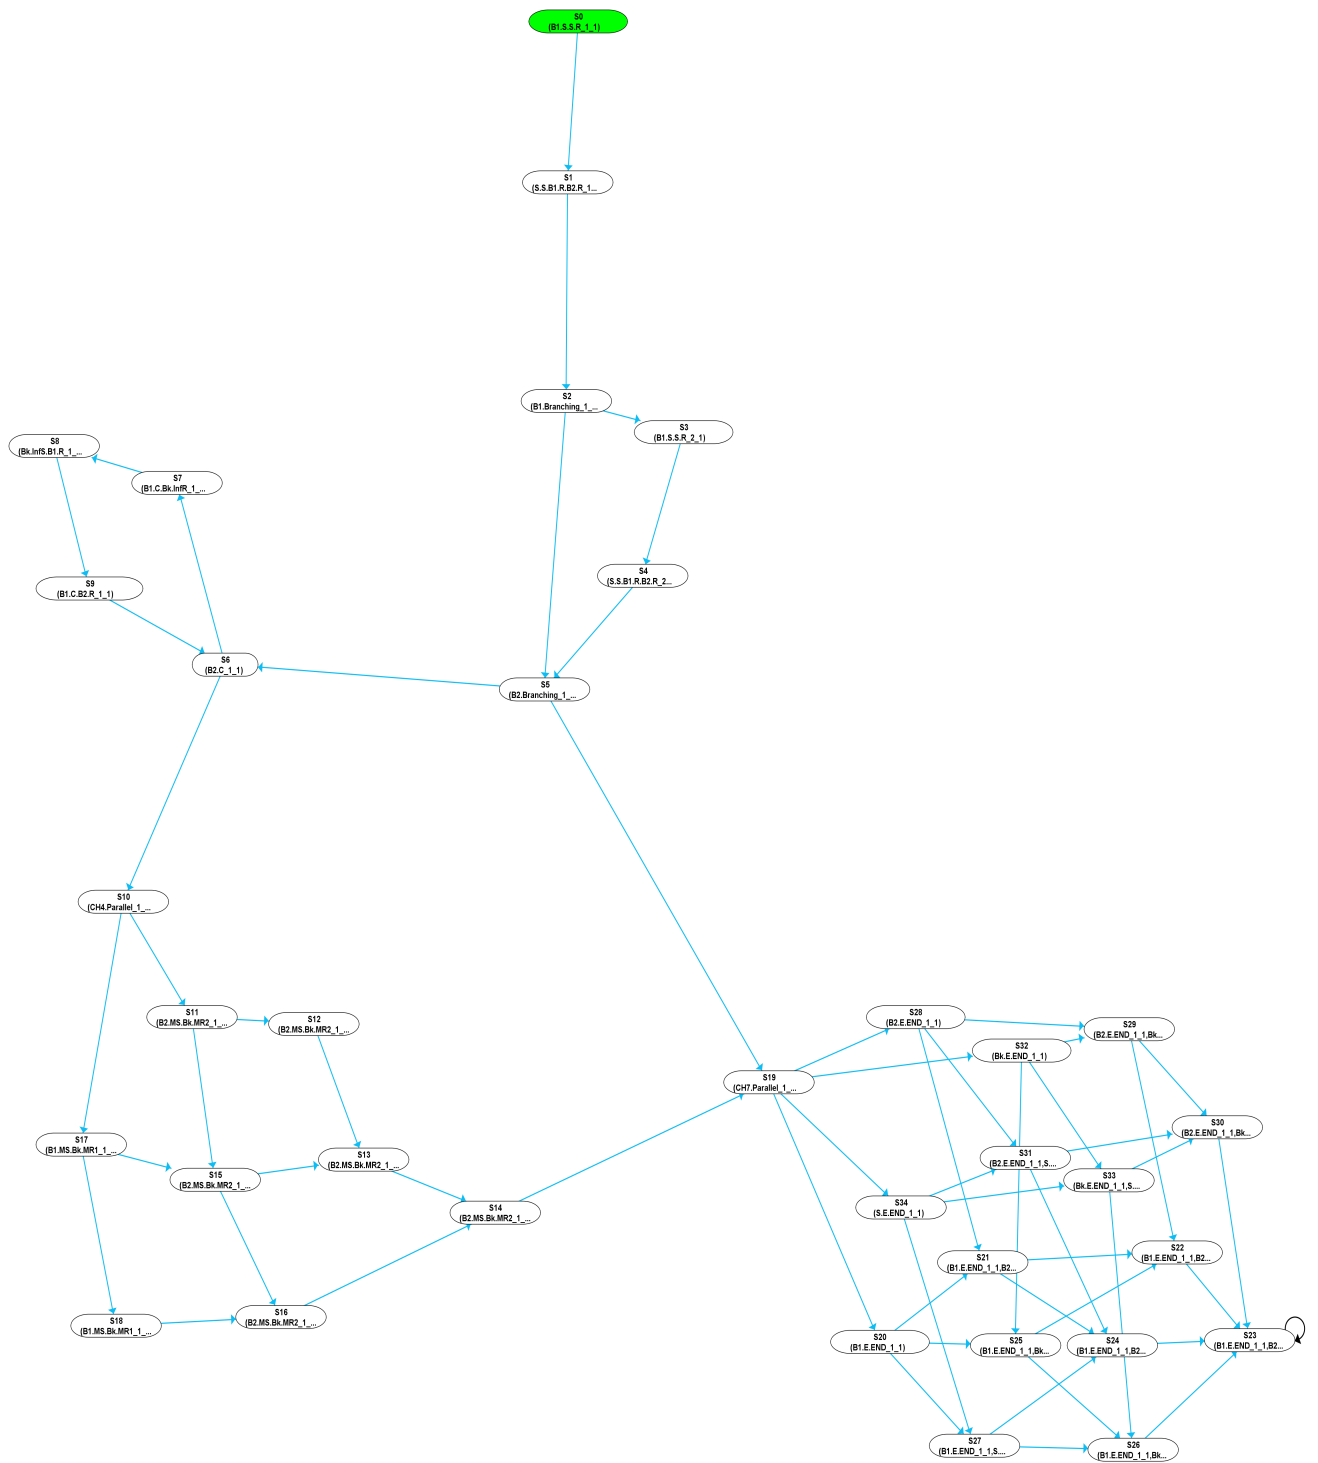 S0
(B1.S.S.R_1_1)
S1
(S.S.B1.R.B2.R_1...
S2
(B1.Branching_1_...
S3
(B1.S.S.R_2_1)
S8
(Bk.InfS.B1.R_1_...
S7
(B1.C.Bk.InfR_1_...
S4
(S.S.B1.R.B2.R_2...
S9
(B1.C.B2.R_1_1)
S6
(B2.C_1_1)
S5
(B2.Branching_1_...
S10
(CH4.Parallel_1_...
S11
(B2.MS.Bk.MR2_1_...
S12
(B2.MS.Bk.MR2_1_...
S28
(B2.E.END_1_1)
S29
(B2.E.END_1_1,Bk...
S32
(Bk.E.END_1_1)
S19
(CH7.Parallel_1_...
S30
(B2.E.END_1_1,Bk...
S17
(B1.MS.Bk.MR1_1_...
S13
(B2.MS.Bk.MR2_1_...
S31
(B2.E.END_1_1,S....
S15
(B2.MS.Bk.MR2_1_...
S33
(Bk.E.END_1_1,S....
S34
(S.E.END_1_1)
S14
(B2.MS.Bk.MR2_1_...
S22
(B1.E.END_1_1,B2...
S21
(B1.E.END_1_1,B2...
S16
(B2.MS.Bk.MR2_1_...
S18
(B1.MS.Bk.MR1_1_...
S20
(B1.E.END_1_1)
S25
(B1.E.END_1_1,Bk...
S24
(B1.E.END_1_1,B2...
S23
(B1.E.END_1_1,B2...
S27
(B1.E.END_1_1,S....
S26
(B1.E.END_1_1,Bk...